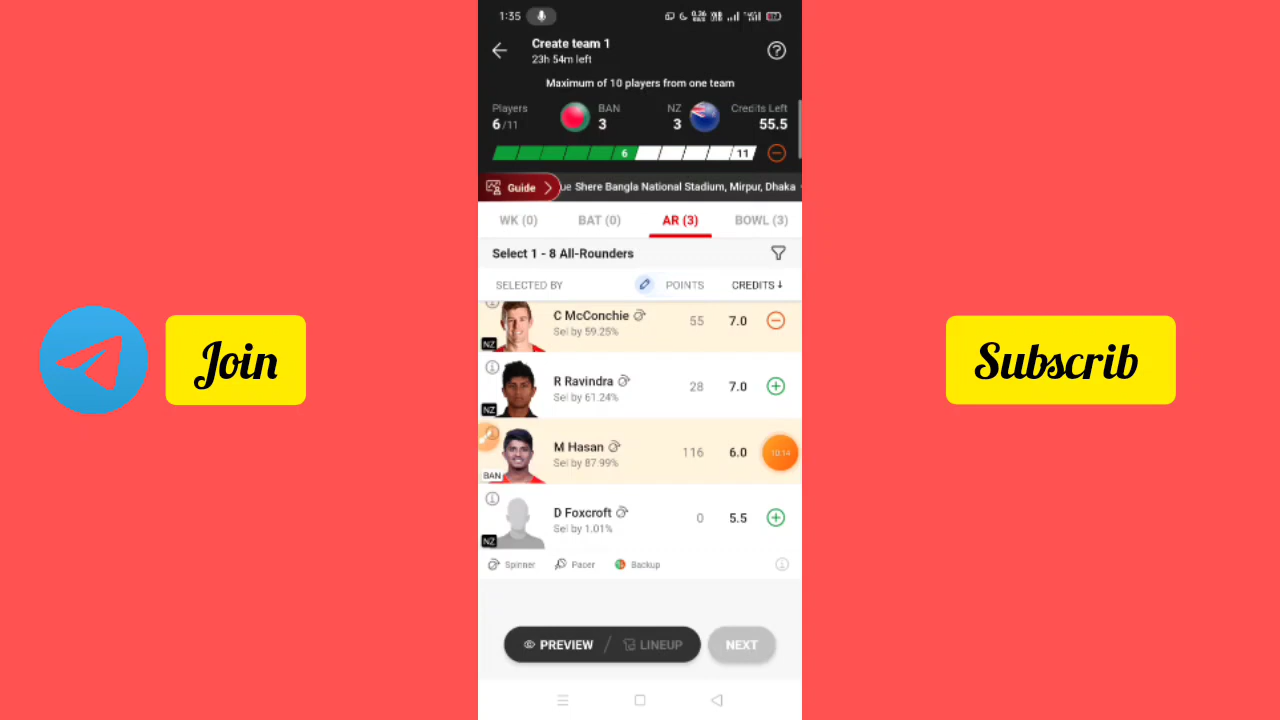 1:35
Create team 1
23h 54m left
Maximum of 10 players from one team
Players
6 /11
BAN
3
NZ
3
Credits Left
55.5
6
11
Guide
ue Shere Bangla National Stadium, Mirpur, Dhaka
WK (0)
BAT (0)
AR (3)
BOWL (3)
Select 1 - 8 All-Rounders
SELECTED BY
POINTS
CREDITS↓
C McConchie
Sel by 59.25%
NZ
55
7.0
R Ravindra
Sel by 61.24%
NZ
28
7.0
M Hasan
Sel by 87.99%
BAN
116
6.0
10:14
D Foxcroft
Sel by 1.01%
NZ
0
5.5
Spinner
Pacer
Backup
PREVIEW
LINEUP
NEXT
Join
Subscrib